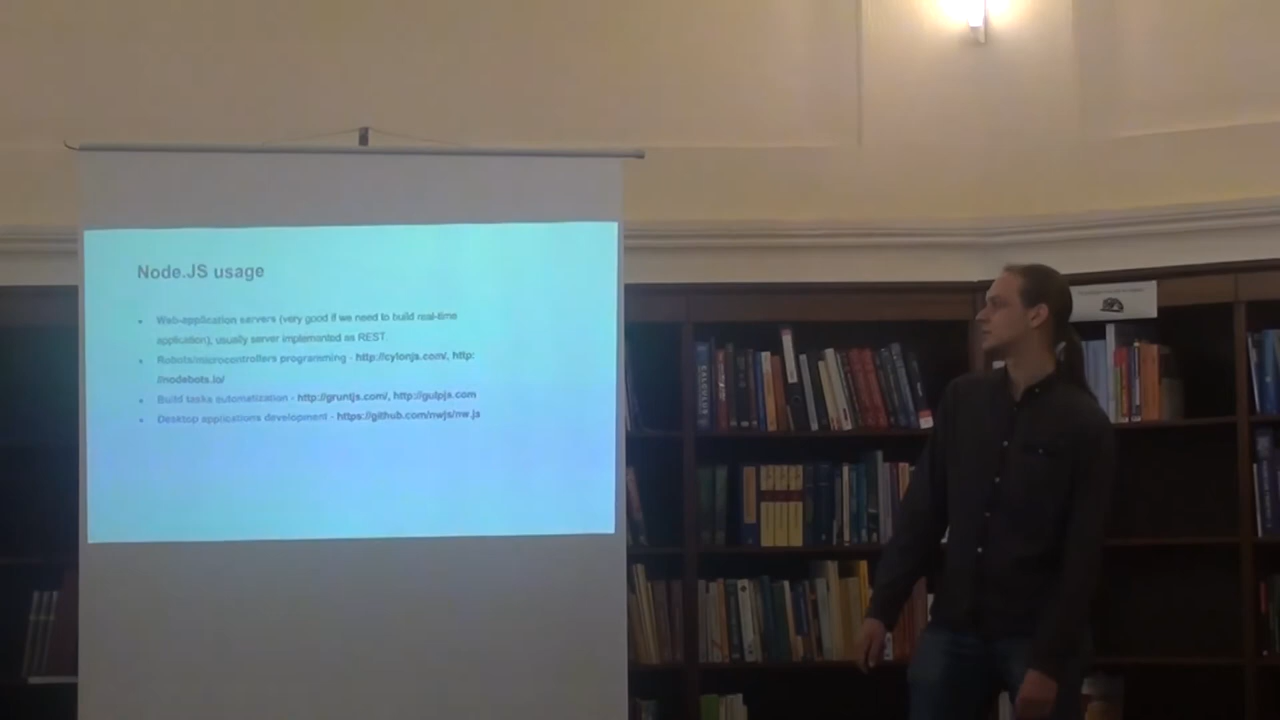 Node.JS usage
Web-application servers (very good if we need to build real-time
application), usually server implemented as REST
Robots/microcontrollers programming - http://cylonjs.com/, http:
//nodebots.io/
Build tasks automatization - http://gruntjs.com/, http://gulpjs.com
Desktop applications development - https://github.com/nwjs/nw.js
CALCULUS